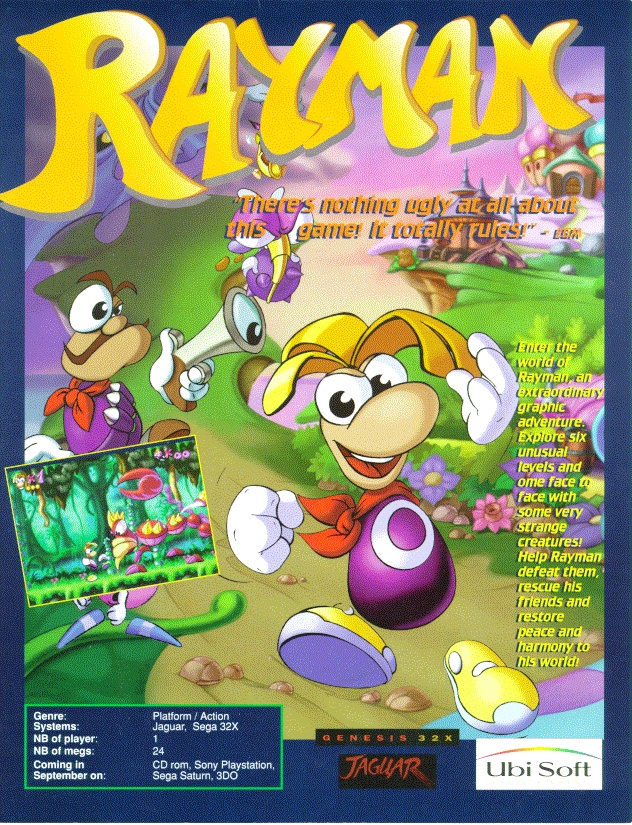 RAYMAN
"There's nothing ugly at all about
this game! It totally rules!" - EGM
Enter the
world of
Rayman, an
extraordinary
graphic
adventure.
Explore six
unusual
levels and
ome face to
face with
some very
strange
creatures!
Help Rayman
defeat them,
rescue his
friends and
restore
peace and
harmony to
his world!
Genre: Platform / Action
Systems: Jaguar, Sega 32X
NB of player: 1
NB of megs: 24
Coming in CD rom, Sony Playstation,
September on: Sega Saturn, 3DO
GENESIS 32X
JAGUAR
Ubi Soft